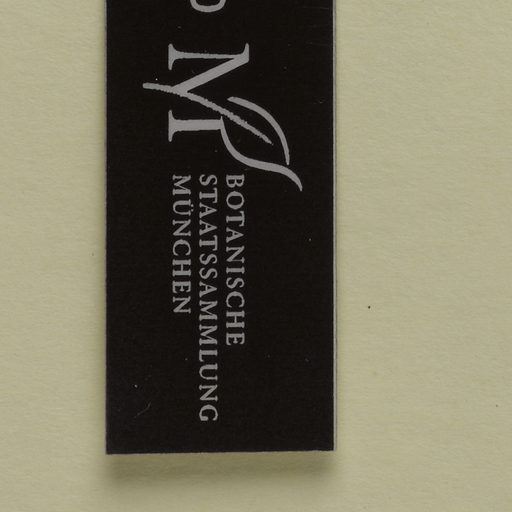 M
BOTANISCHE
STAATSSAMMLUNG
MÜNCHEN